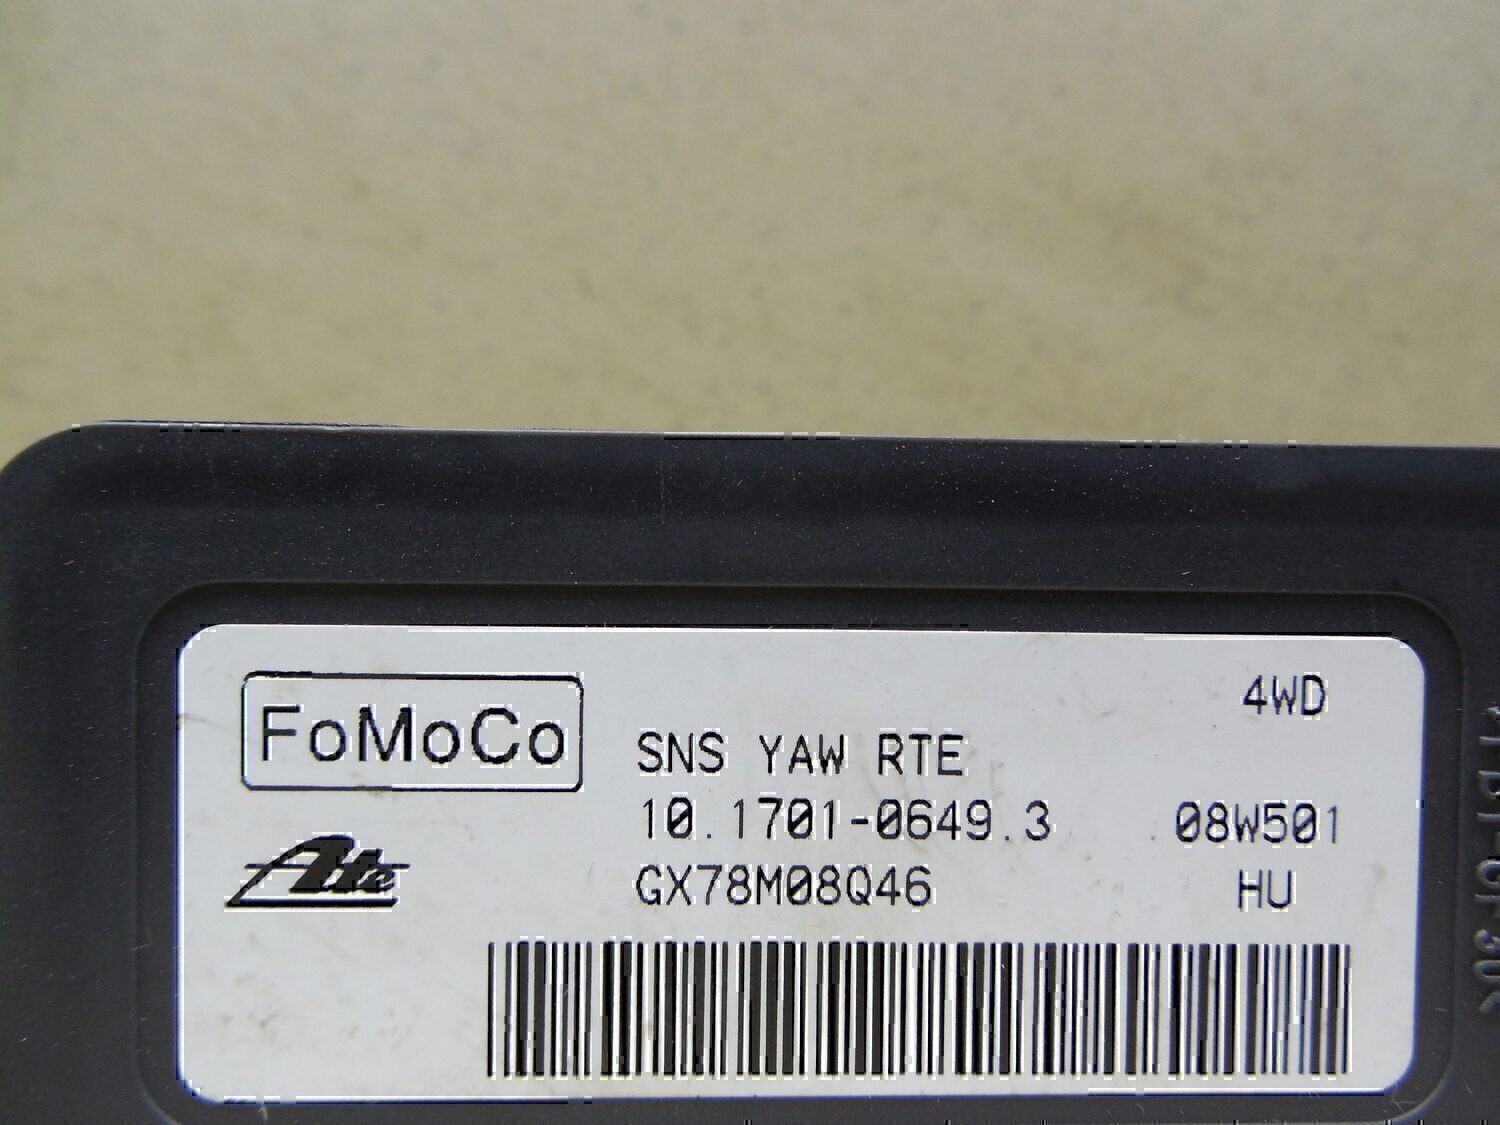 4WD
FoMoCo
SNS YAW RTE
10.1701-0649.3 08W501
Ate
GX78M08Q46 HU